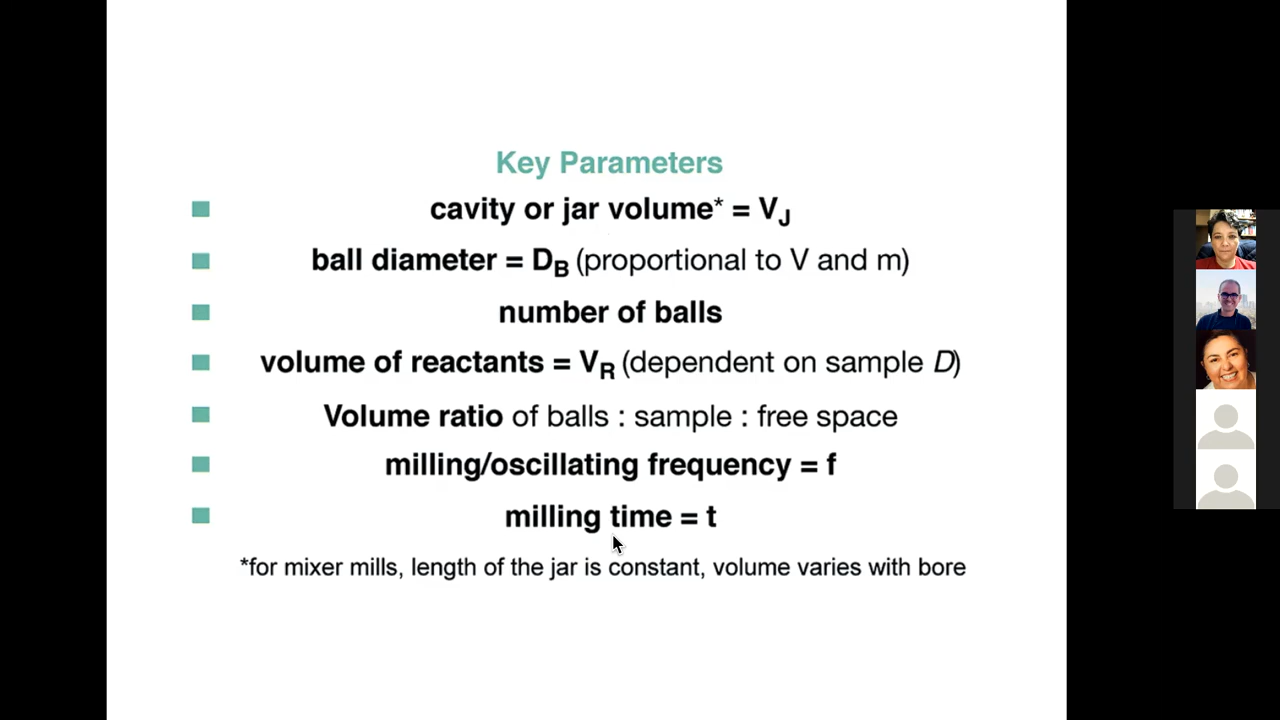 Key Parameters
cavity or jar volume* = VJ
ball diameter = DB (proportional to V and m)
number of balls
volume of reactants = VR (dependent on sample D)
Volume ratio of balls : sample : free space
milling/oscillating frequency = f
milling time = t
*for mixer mills, length of the jar is constant, volume varies with bore